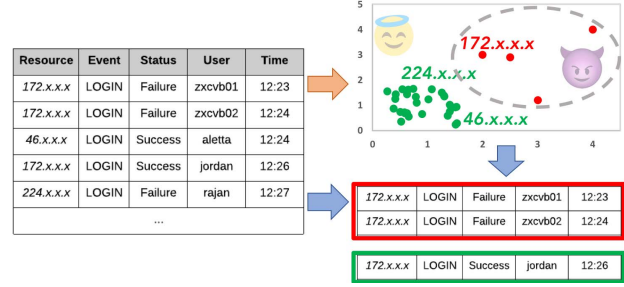 Resource Event Status User Time
172.x.x.x LOGIN Failure zxcvb01 12:23
172.x.x.x LOGIN Failure zxcvb02 12:24
46.x.x.x LOGIN Success aletta 12:24
172.x.x.x LOGIN Success jordan 12:26
224.x.x.x LOGIN Failure rajan 12:27
...
5
4
3
2
1
0
0 1 2 3 4
172.x.x.x
224.x.x.x
46.x.x.x
172.x.x.x LOGIN Failure zxcvb01 12:23
172.x.x.x LOGIN Failure zxcvb02 12:24
172.x.x.x LOGIN Success jordan 12:26